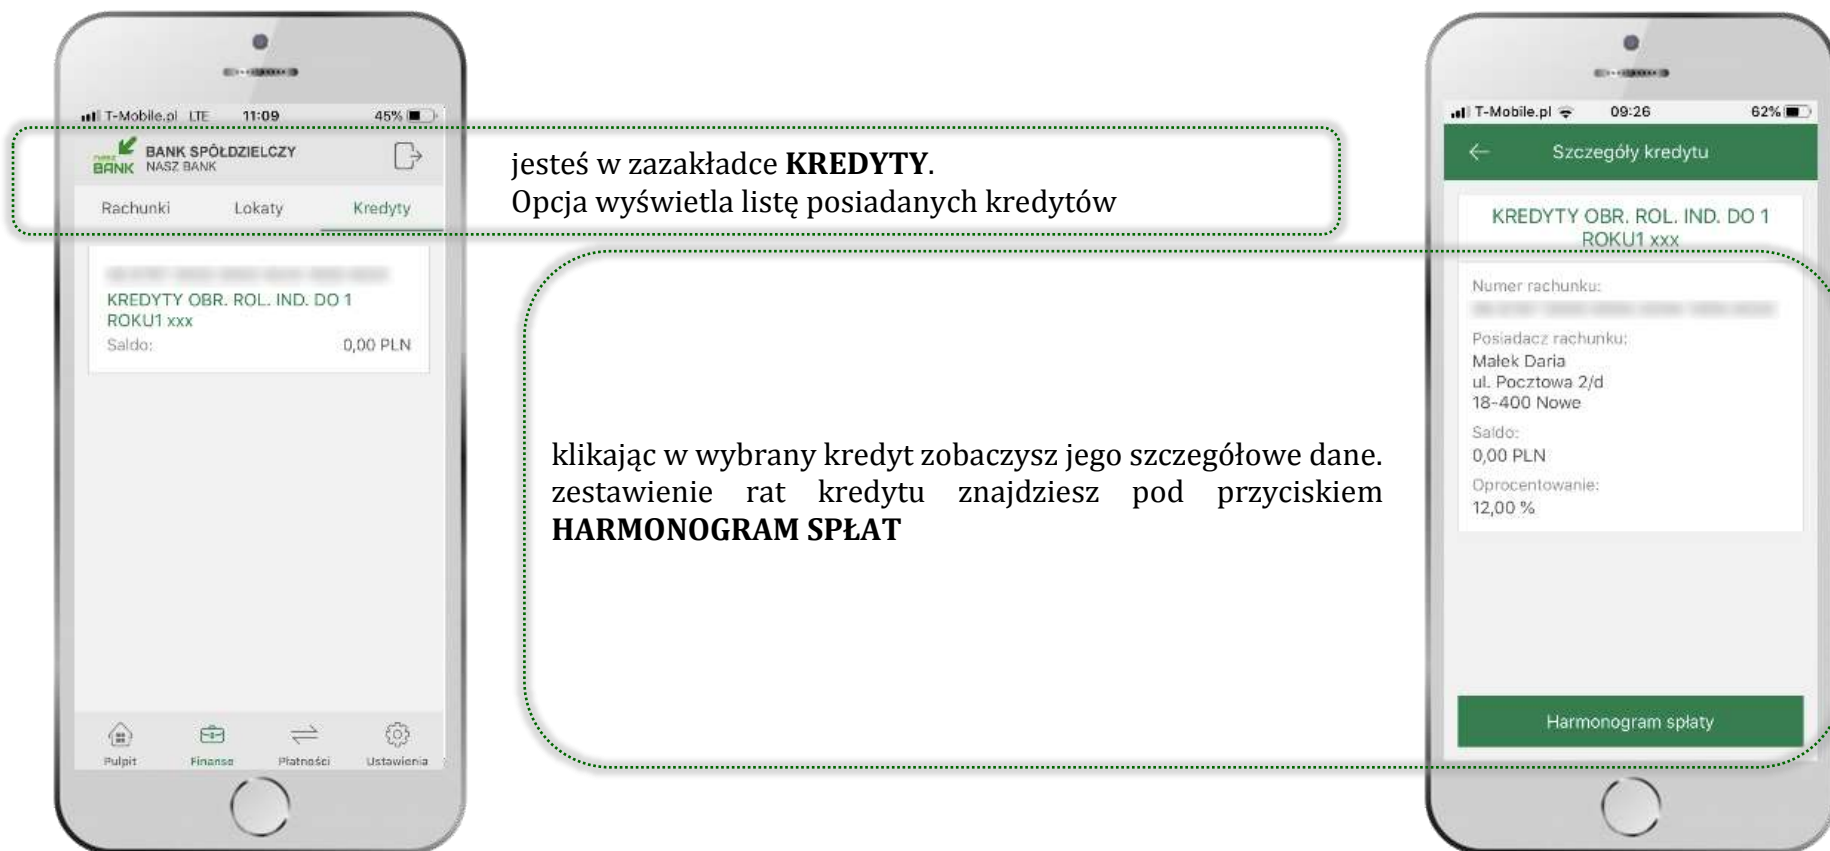 T-Mobile.pl LTE 11:09 45%
nasz BANK BANK SPÓŁDZIELCZY
NASZ BANK
Rachunki Lokaty Kredyty
KREDYTY OBR. ROL. IND. DO 1
ROKU1 xxx
Saldo: 0,00 PLN
Pulpit Finanse Płatności Ustawienia
jesteś w zazakładce KREDYTY.
Opcja wyświetla listę posiadanych kredytów
klikając w wybrany kredyt zobaczysz jego szczegółowe dane.
zestawienie rat kredytu znajdziesz pod przyciskiem
HARMONOGRAM SPŁAT
T-Mobile.pl 09:26 62%
Szczegóły kredytu
KREDYTY OBR. ROL. IND. DO 1
ROKU1 xxx
Numer rachunku:
Posiadacz rachunku:
Małek Daria
ul. Pocztowa 2/d
18-400 Nowe
Saldo:
0,00 PLN
Oprocentowanie:
12,00 %
Harmonogram spłaty